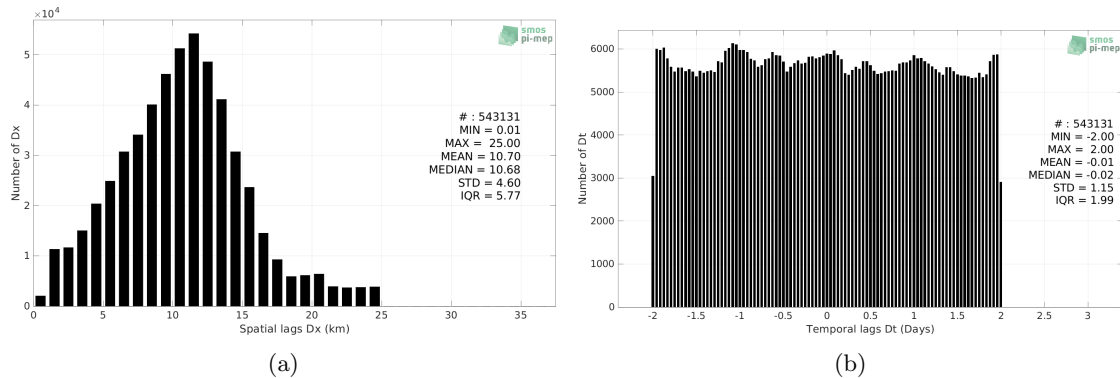 ×10⁴
5
4
3
2
1
0
Number of Dx
smos
pi-mep
# : 543131
MIN = 0.01
MAX = 25.00
MEAN = 10.70
MEDIAN = 10.68
STD = 4.60
IQR = 5.77
0 5 10 15 20 25 30 35
Spatial lags Dx (km)
(a)
6000
5000
4000
3000
2000
1000
0
Number of Dt
smos
pi-mep
# : 543131
MIN = -2.00
MAX = 2.00
MEAN = -0.01
MEDIAN = -0.02
STD = 1.15
IQR = 1.99
-2 -1.5 -1 -0.5 0 0.5 1 1.5 2 2.5 3
Temporal lags Dt (Days)
(b)